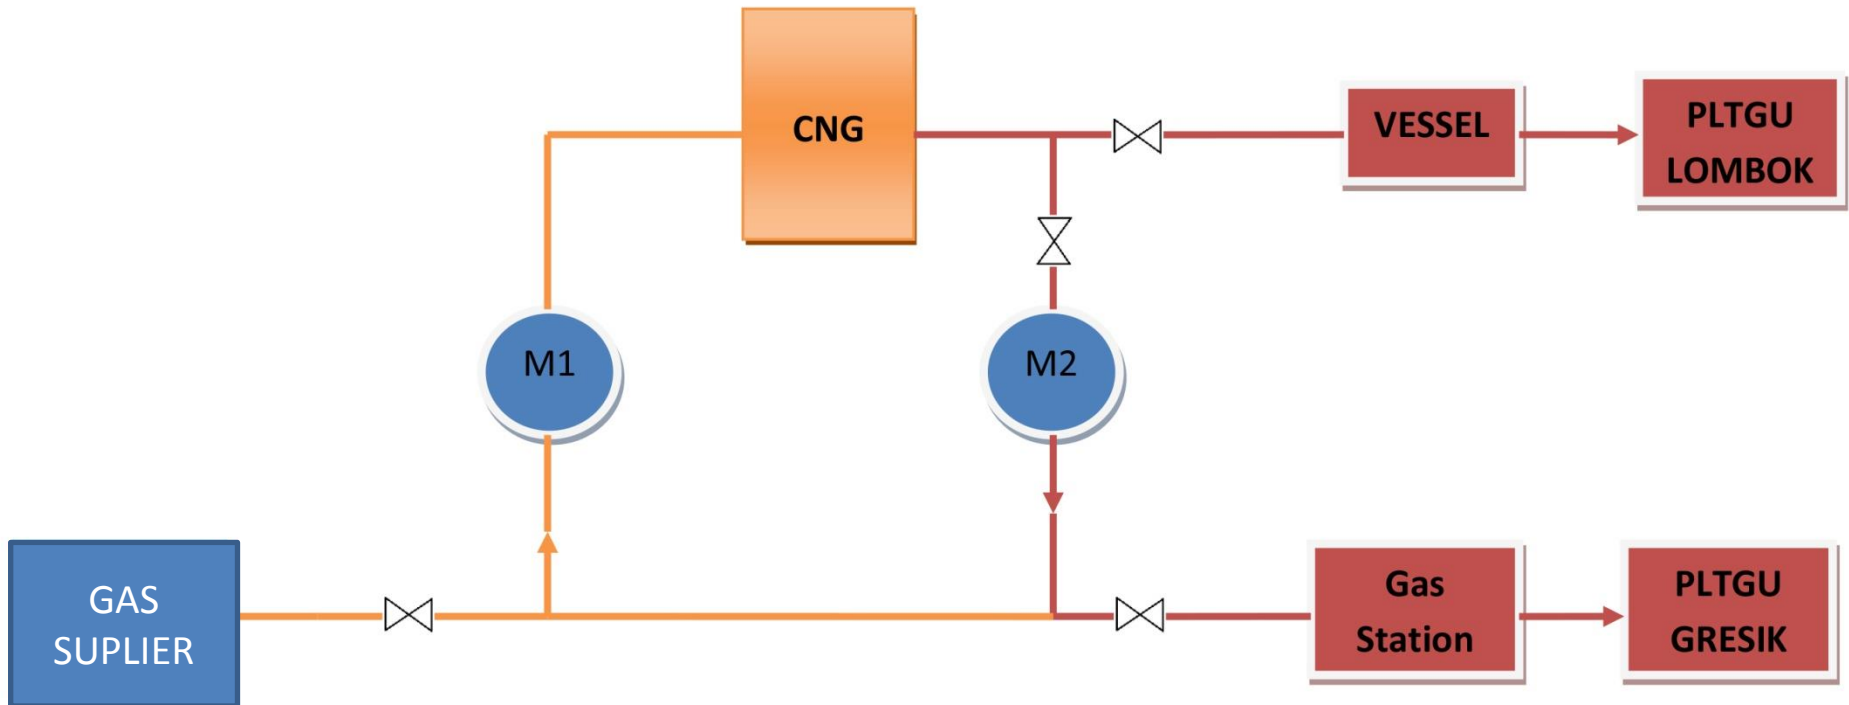 CNG
VESSEL
PLTGU
LOMBOK
M1
M2
GAS
SUPLIER
Gas
Station
PLTGU
GRESIK